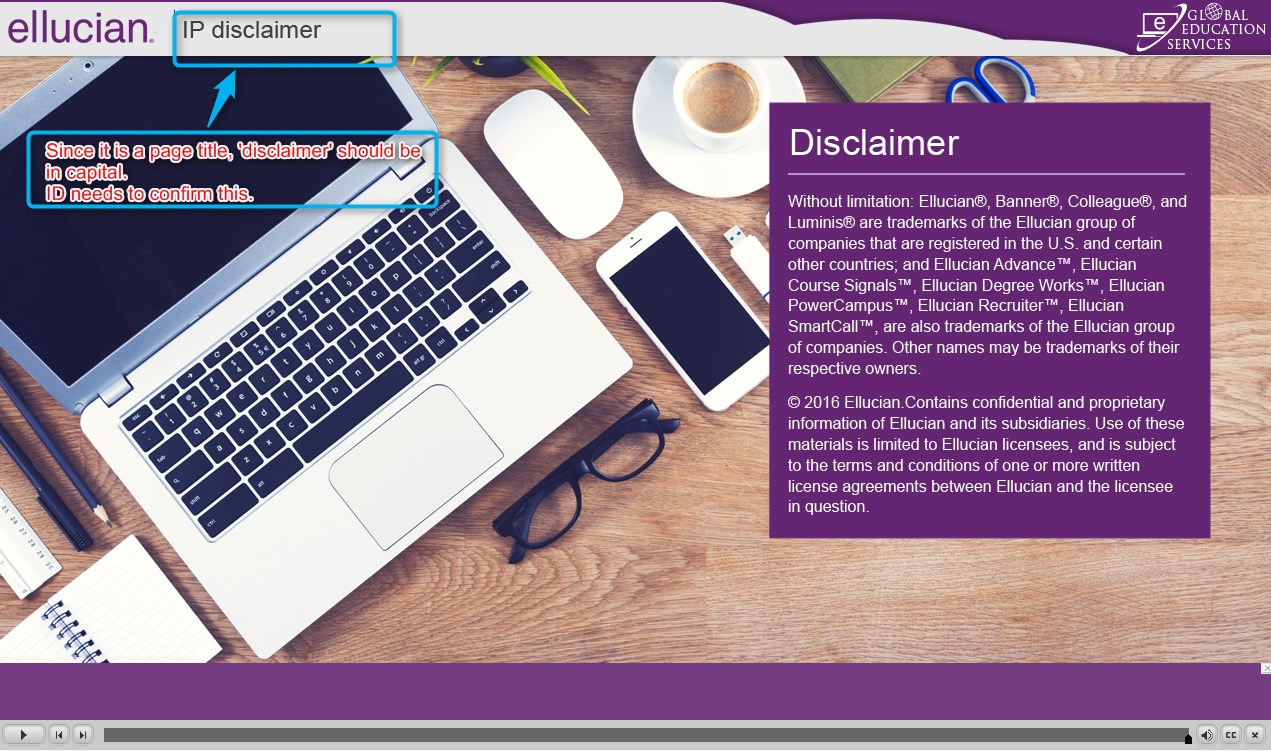 ellucian.
IP disclaimer
GLOBAL
EDUCATION
SERVICES
Since it is a page title, 'disclaimer' should be
in capital.
ID needs to confirm this.
Disclaimer
Without limitation: Ellucian®, Banner®, Colleague®, and
Luminis® are trademarks of the Ellucian group of
companies that are registered in the U.S. and certain
other countries; and Ellucian Advance™, Ellucian
Course Signals™, Ellucian Degree Works™, Ellucian
PowerCampus™, Ellucian Recruiter™, Ellucian
SmartCall™, are also trademarks of the Ellucian group
of companies. Other names may be trademarks of their
respective owners.
© 2016 Ellucian.Contains confidential and proprietary
information of Ellucian and its subsidiaries. Use of these
materials is limited to Ellucian licensees, and is subject
to the terms and conditions of one or more written
license agreements between Ellucian and the licensee
in question.
CC